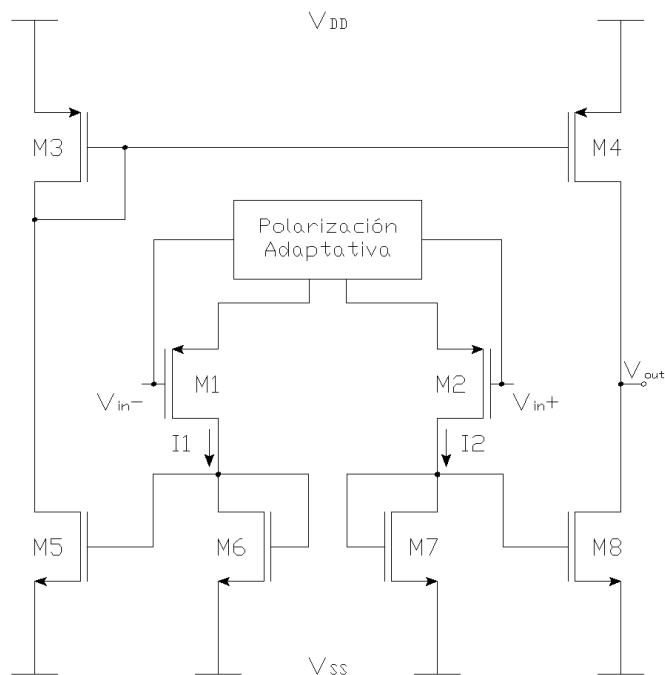 VDD
M3
M4
Polarización
Adaptativa
M1
M2
Vout
Vin-
Vin+
I1
I2
M5
M6
M7
M8
VSS